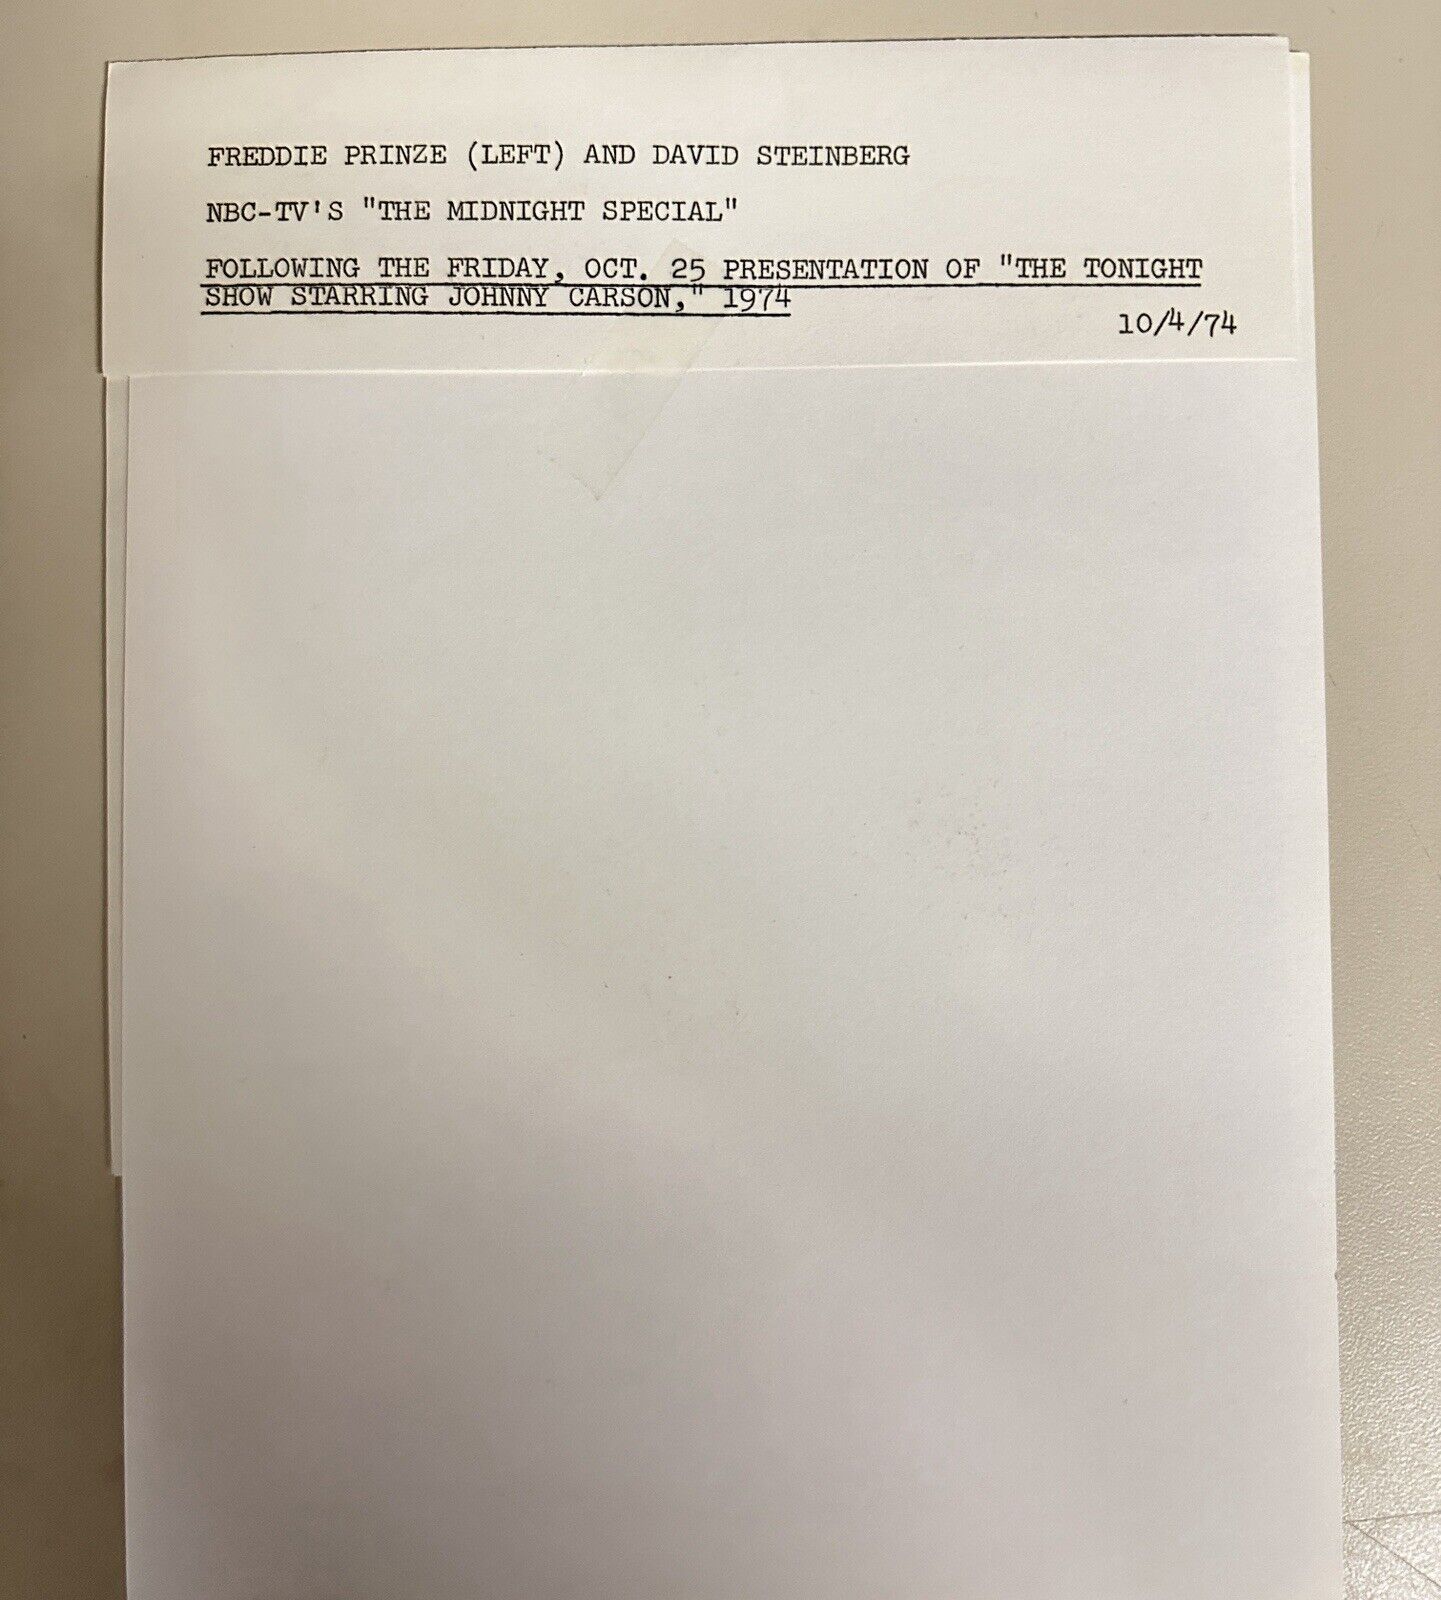 FREDDIE PRINZE (LEFT) AND DAVID STEINBERG
NBC-TV'S "THE MIDNIGHT SPECIAL"
FOLLOWING THE FRIDAY, OCT. 25 PRESENTATION OF "THE TONIGHT
SHOW STARRING JOHNNY CARSON," 1974
10/4/74